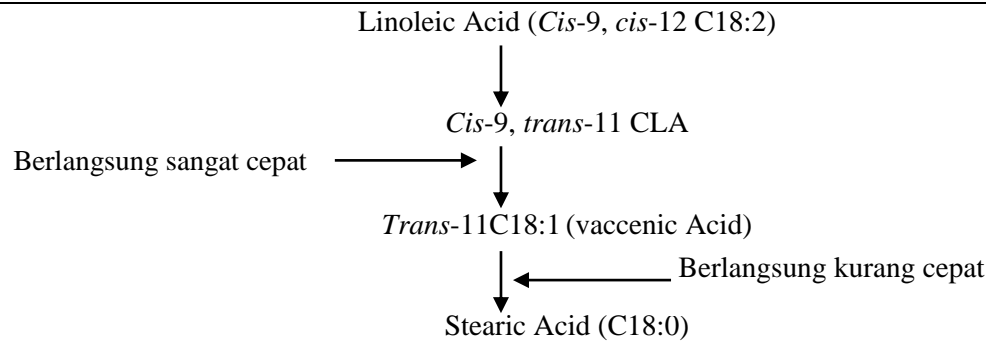 Linoleic Acid (Cis-9, cis-12 C18:2)
Cis-9, trans-11 CLA
Berlangsung sangat cepat
Trans-11C18:1 (vaccenic Acid)
Berlangsung kurang cepat
Stearic Acid (C18:0)